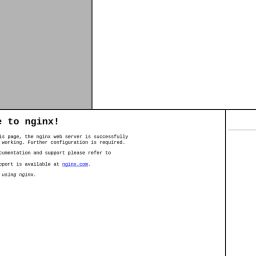 e to nginx!
is page, the nginx web server is successfully
working. Further configuration is required.
cumentation and support please refer to
pport is available at nginx.com.
using nginx.